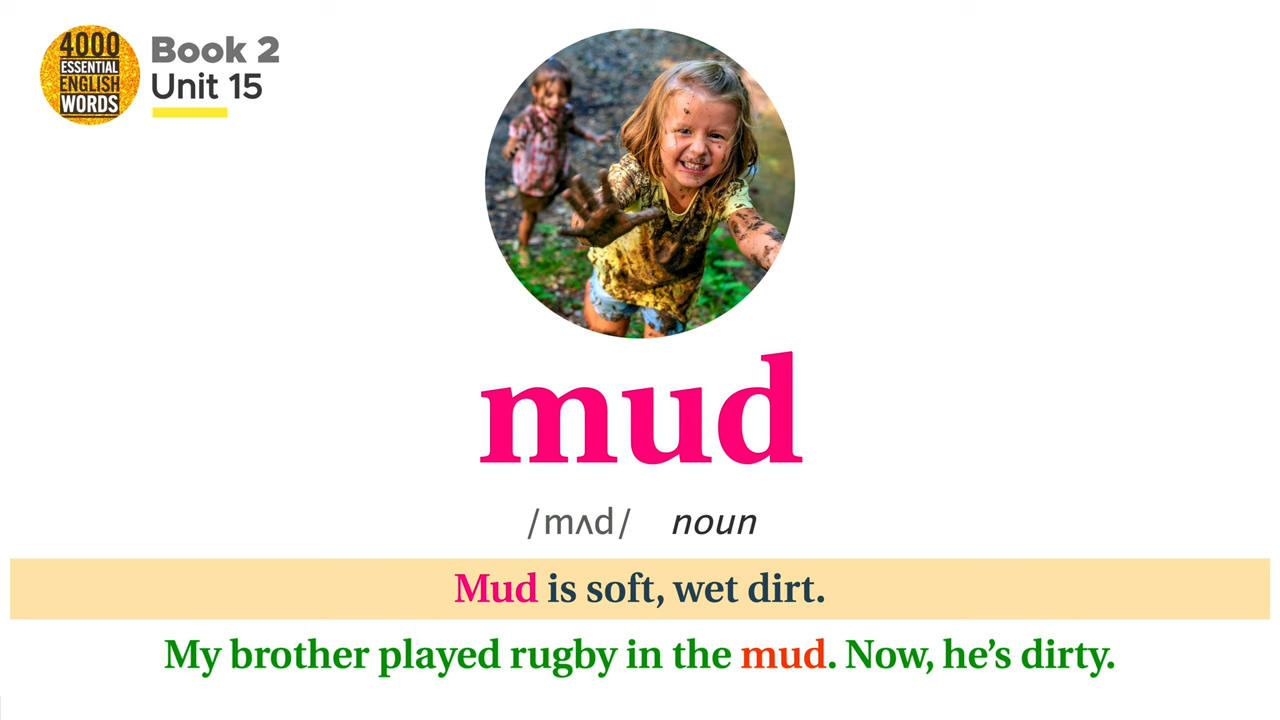 4000
ESSENTIAL
ENGLISH
WORDS
Book 2
Unit 15
mud
/mʌd/ noun
Mud is soft, wet dirt.
My brother played rugby in the mud. Now, he’s dirty.